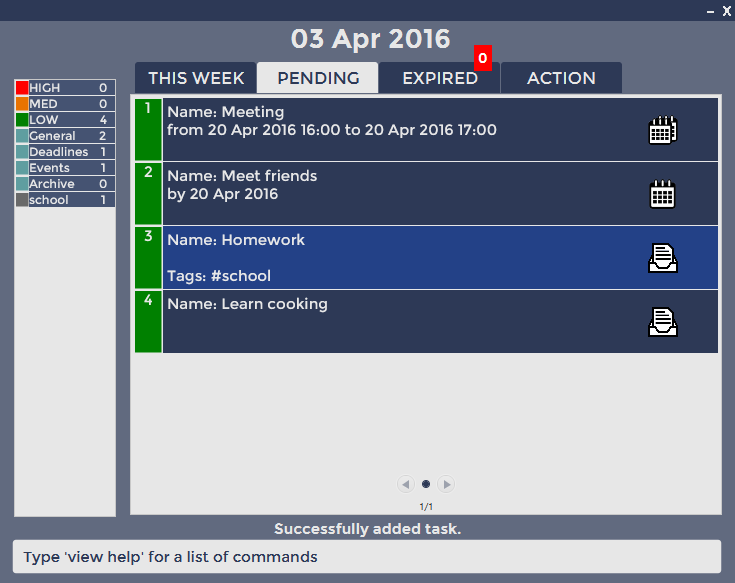 – X
03 Apr 2016
0
THIS WEEK PENDING EXPIRED ACTION
HIGH 0
MED 0
LOW 4
General 2
Deadlines 1
Events 1
Archive 0
school 1
1 Name: Meeting
from 20 Apr 2016 16:00 to 20 Apr 2016 17:00
2 Name: Meet friends
by 20 Apr 2016
3 Name: Homework
Tags: #school
4 Name: Learn cooking
1/1
Successfully added task.
Type 'view help' for a list of commands